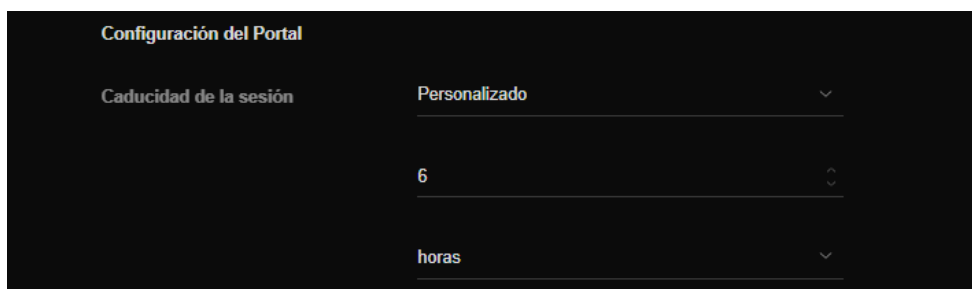 Configuración del Portal
Caducidad de la sesión Personalizado
6
horas